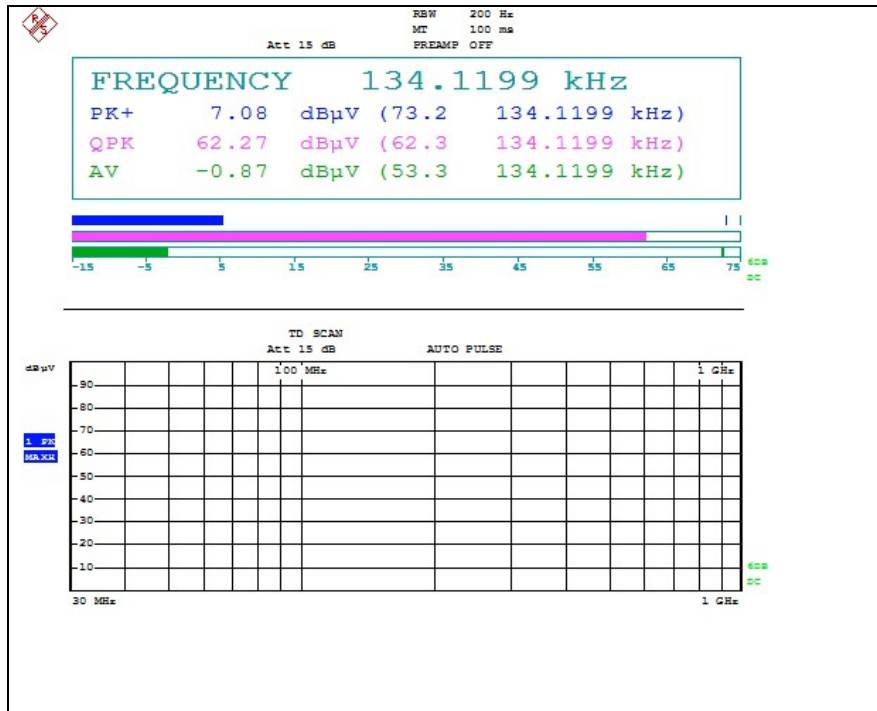 R S
RBW 200 Hz
MT 100 ms
Att 15 dB PREAMP OFF
FREQUENCY 134.1199 kHz
PK+ 7.08 dBµV (73.2 134.1199 kHz)
QPK 62.27 dBµV (62.3 134.1199 kHz)
AV -0.87 dBµV (53.3 134.1199 kHz)
-15 -5 5 15 25 35 45 55 65 75
6DB
DC
TD SCAN
Att 15 dB AUTO PULSE
dBµV
100 MHz 1 GHz
90
80
70
1 PK
MAXH
60
50
40
30
20
10
6DB
DC
30 MHz 1 GHz